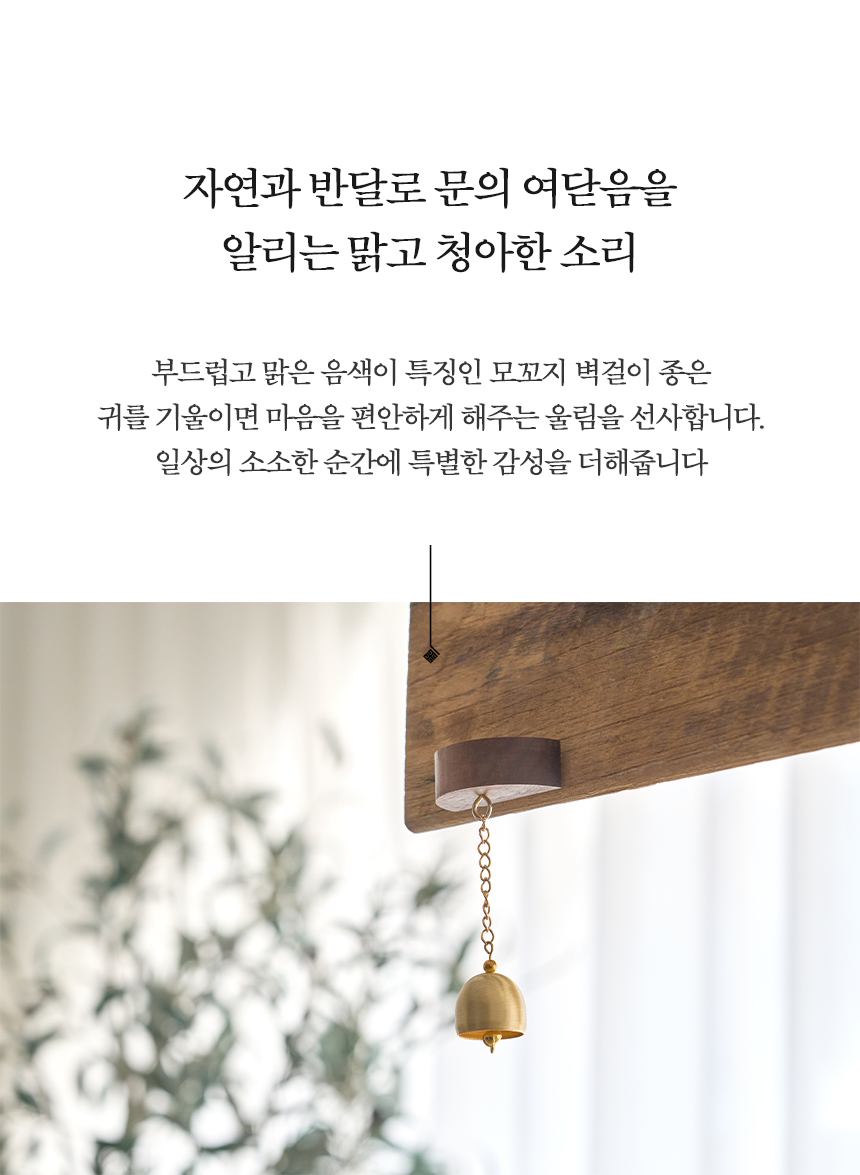 자연과 반달로 문의 여닫음을
알리는 맑고 청아한 소리
부드럽고 맑은 음색이 특징인 모꼬지 벽걸이 종은
귀를 기울이면 마음을 편안하게 해주는 울림을 선사합니다.
일상의 소소한 순간에 특별한 감성을 더해줍니다